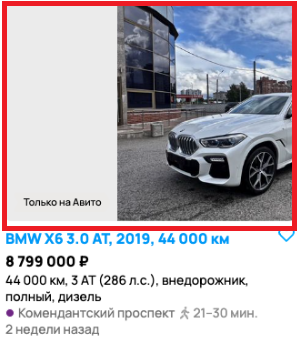 Только на Авито
BMW X6 3.0 AT, 2019, 44 000 км
8 799 000 ₽
44 000 км, 3 AT (286 л.с.), внедорожник,
полный, дизель
Комендантский проспект 21–30 мин.
2 недели назад